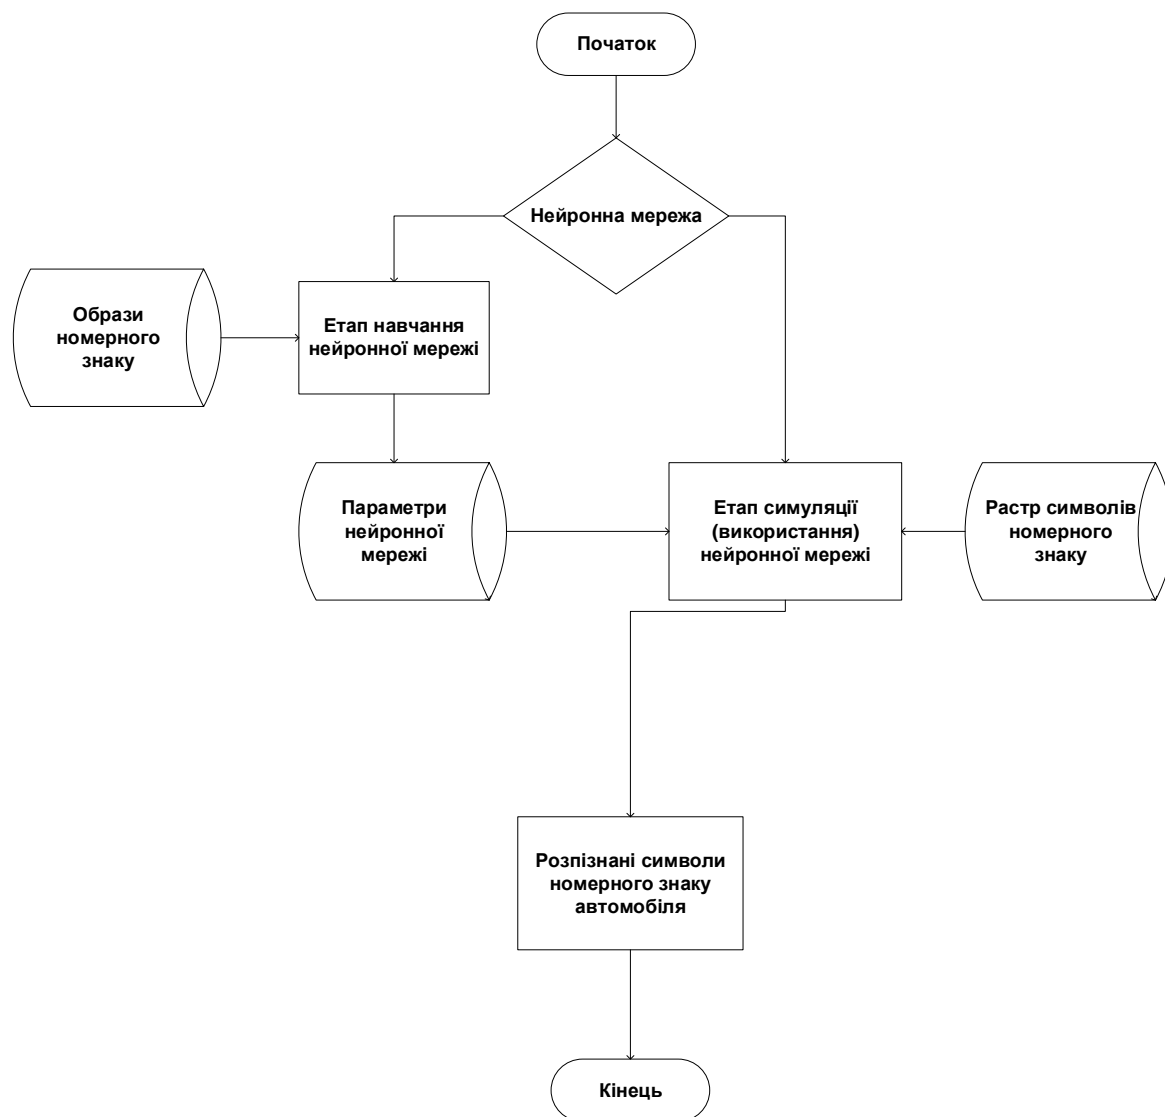 Початок
Нейронна мережа
Образи
номерного
знаку
Етап навчання
нейронної мережі
Параметри
нейронної
мережі
Етап симуляції
(використання)
нейронної мережі
Растр символів
номерного
знаку
Розпізнані символи
номерного знаку
автомобіля
Кінець